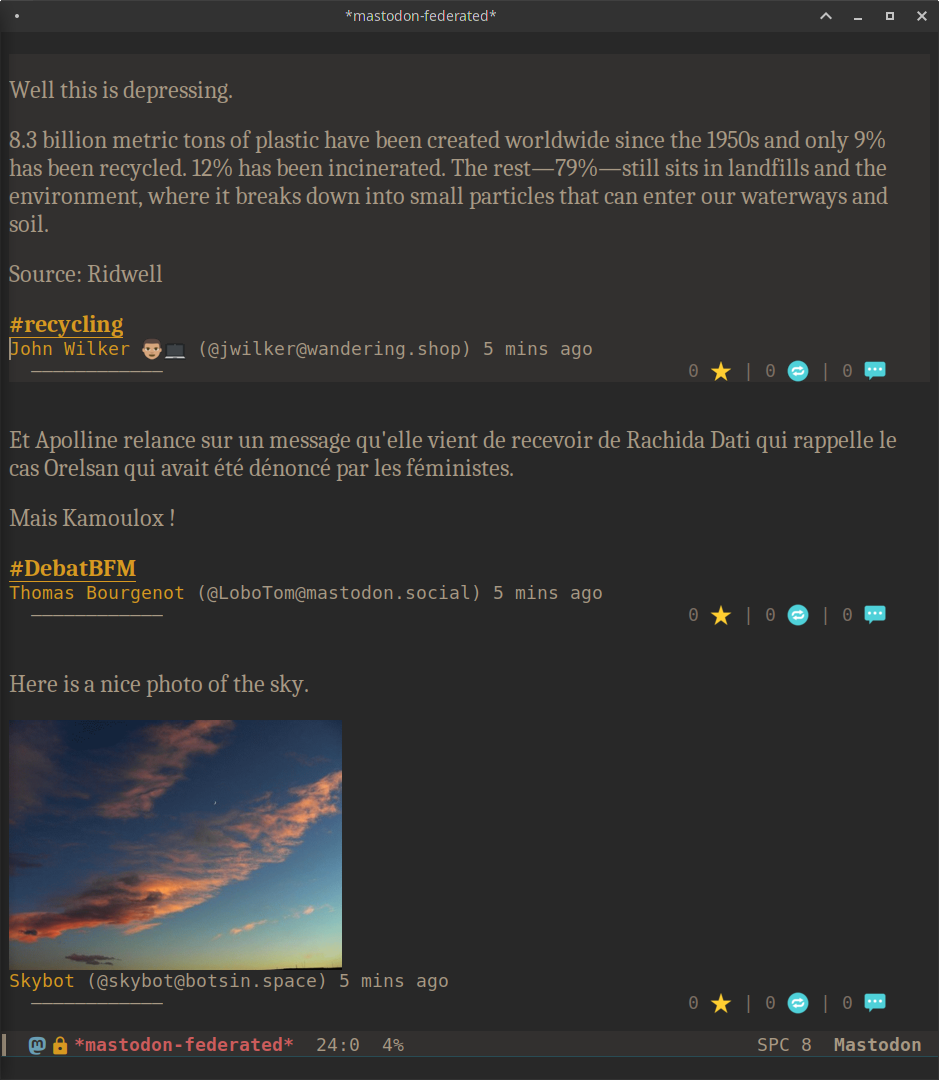 *mastodon-federated*
Well this is depressing.
8.3 billion metric tons of plastic have been created worldwide since the 1950s and only 9%
has been recycled. 12% has been incinerated. The rest—79%—still sits in landfills and the
environment, where it breaks down into small particles that can enter our waterways and
soil.
Source: Ridwell
#recycling
John Wilker 👨🏽💻 (@jwilker@wandering.shop) 5 mins ago
0 ⭐ | 0 🔁 | 0 💬
Et Apolline relance sur un message qu'elle vient de recevoir de Rachida Dati qui rappelle le
cas Orelsan qui avait été dénoncé par les féministes.
Mais Kamoulox !
#DebatBFM
Thomas Bourgenot (@LoboTom@mastodon.social) 5 mins ago
0 ⭐ | 0 🔁 | 0 💬
Here is a nice photo of the sky.
Skybot (@skybot@botsin.space) 5 mins ago
0 ⭐ | 0 🔁 | 0 💬
*mastodon-federated* 24:0 4% SPC 8 Mastodon